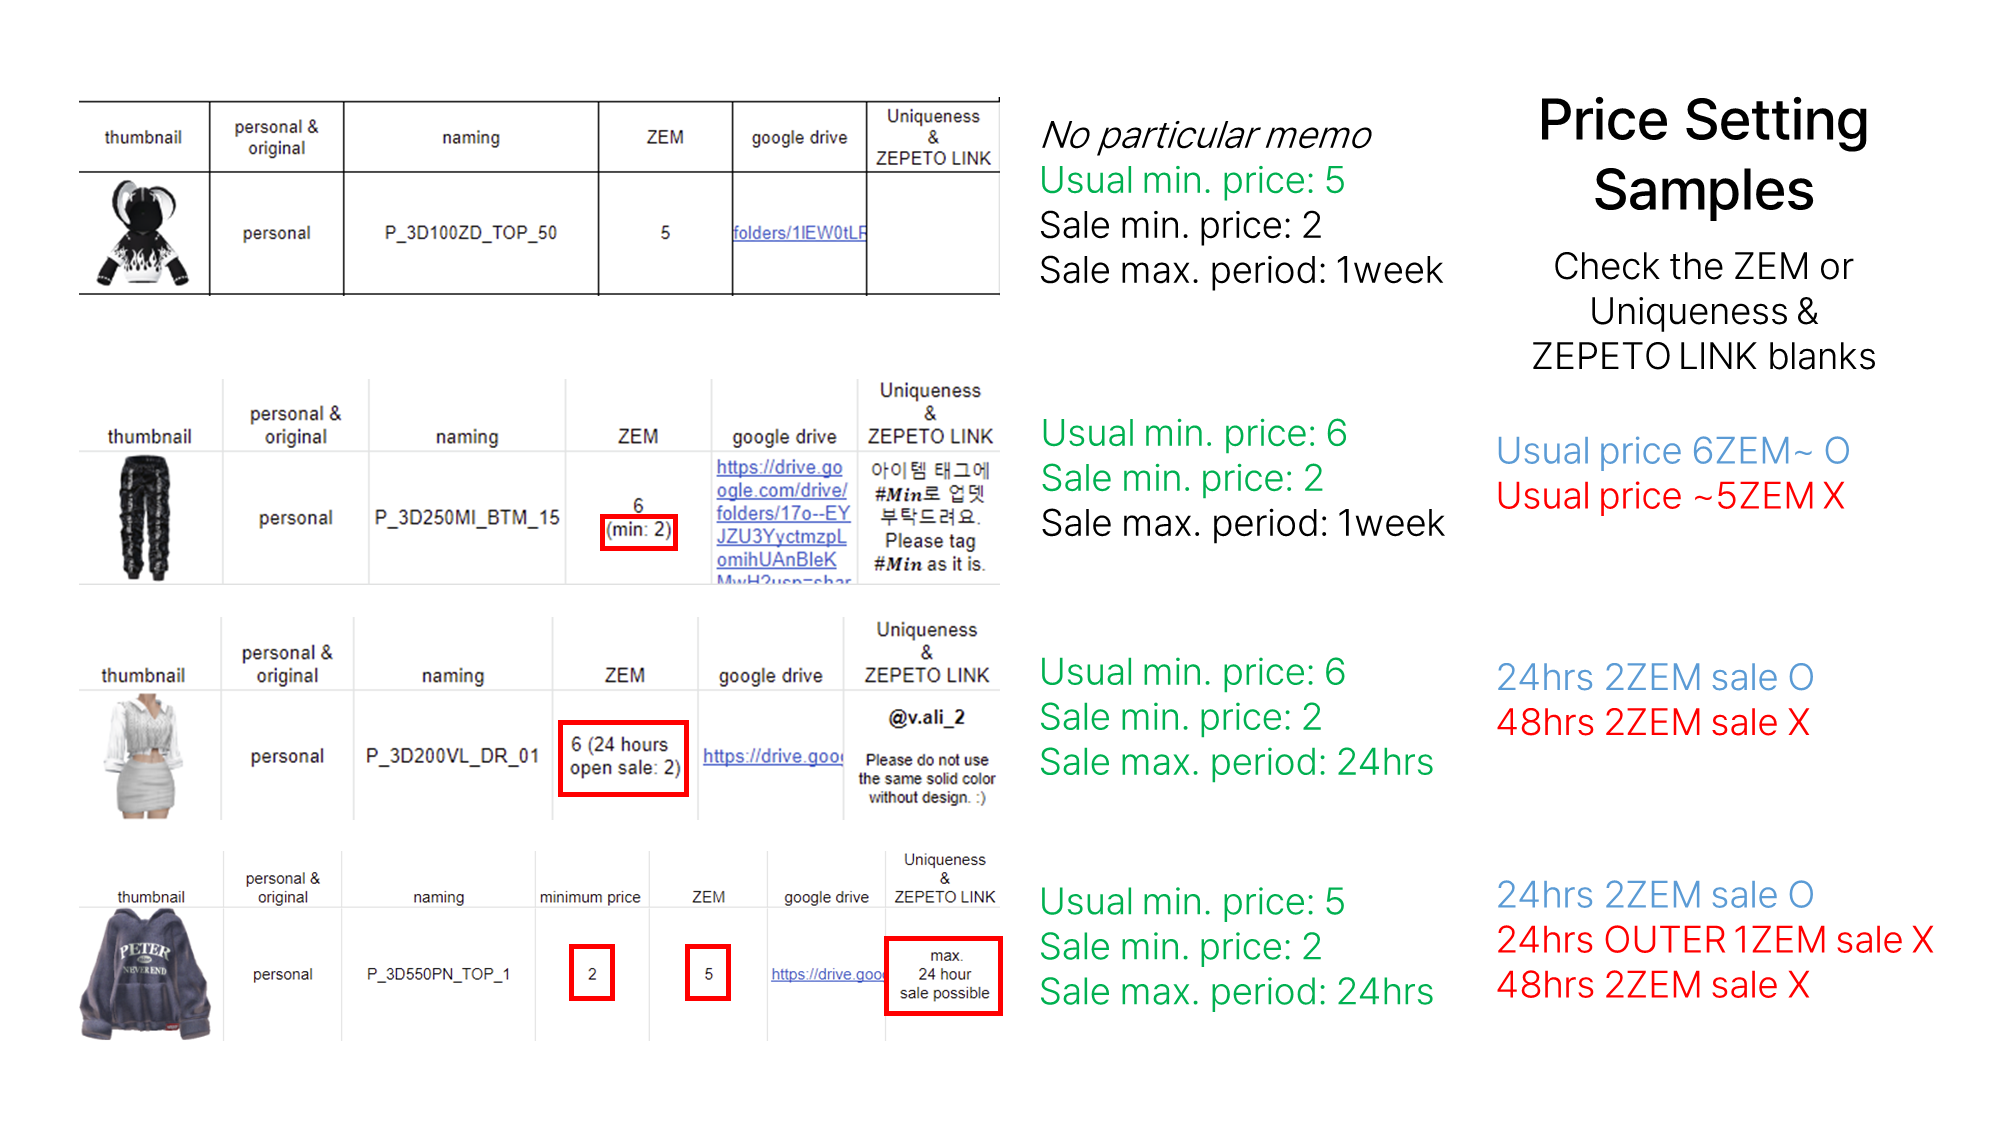 Price Setting
Samples
Check the ZEM or
Uniqueness &
ZEPETO LINK blanks
thumbnail
personal &
original
naming
ZEM
google drive
Uniqueness
&
ZEPETO LINK
personal
P_3D100ZD_TOP_50
5
No particular memo
Usual min. price: 5
Sale min. price: 2
Sale max. period: 1week
thumbnail
personal &
original
naming
ZEM
google drive
Uniqueness
&
ZEPETO LINK
personal
P_3D250MI_BTM_15
6
(min: 2)
https://drive.go
ogle.com/drive/
folders/17o--EY
JZU3YyctmzpL
아이템 태그에
#Min로 업뎃
부탁드려요.
Please tag
#Min as it is.
Usual min. price: 6
Sale min. price: 2
Sale max. period: 1week
Usual price 6ZEM~ O
Usual price ~5ZEM X
thumbnail
personal &
original
naming
ZEM
google drive
Uniqueness
&
ZEPETO LINK
personal
P_3D200VL_DR_01
6 (24 hours
open sale: 2)
https://drive.goo
@v.ali_2
Please do not use
the same solid color
without design. :)
Usual min. price: 6
Sale min. price: 2
Sale max. period: 24hrs
24hrs 2ZEM sale O
48hrs 2ZEM sale X
thumbnail
personal &
original
naming
minimum price
ZEM
google drive
Uniqueness
&
ZEPETO LINK
PETER
NEVEREND
personal
P_3D550PN_TOP_1
2
5
https://drive.goo
max.
24 hour
sale possible
Usual min. price: 5
Sale min. price: 2
Sale max. period: 24hrs
24hrs 2ZEM sale O
24hrs OUTER 1ZEM sale X
48hrs 2ZEM sale X